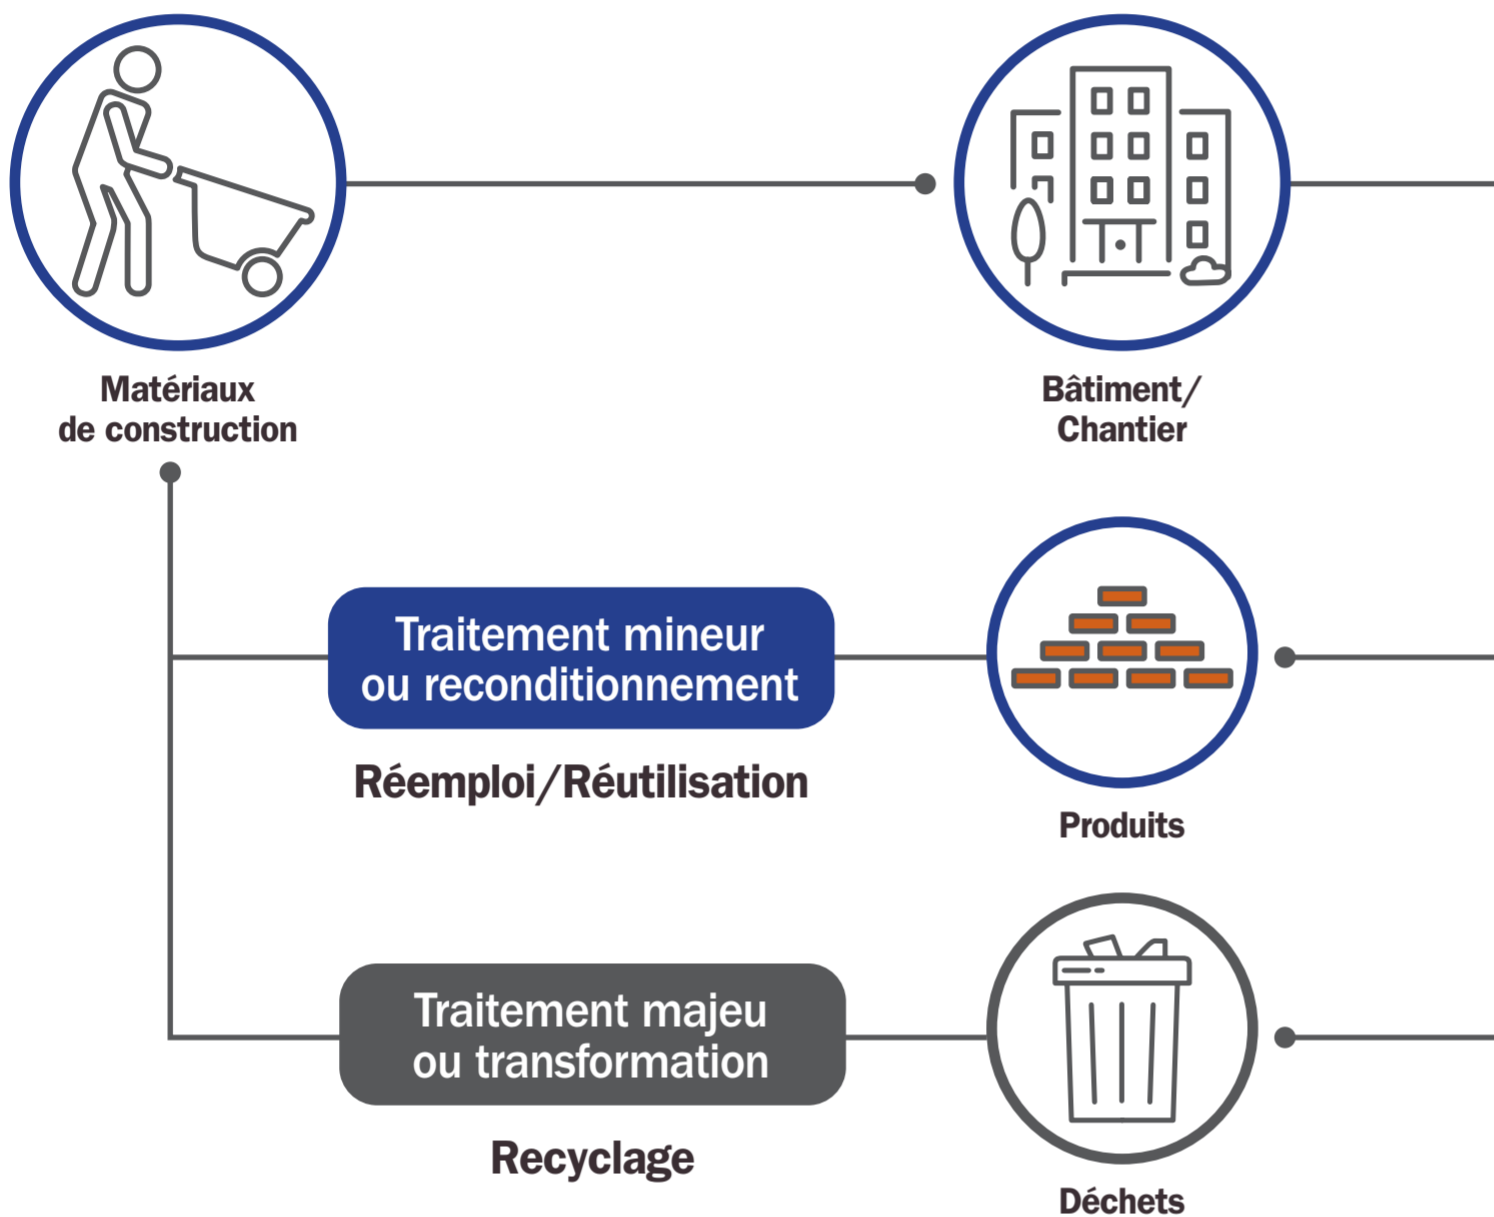 Matériaux
de construction
Bâtiment/
Chantier
Traitement mineur
ou reconditionnement
Réemploi/Réutilisation
Produits
Traitement majeu
ou transformation
Recyclage
Déchets